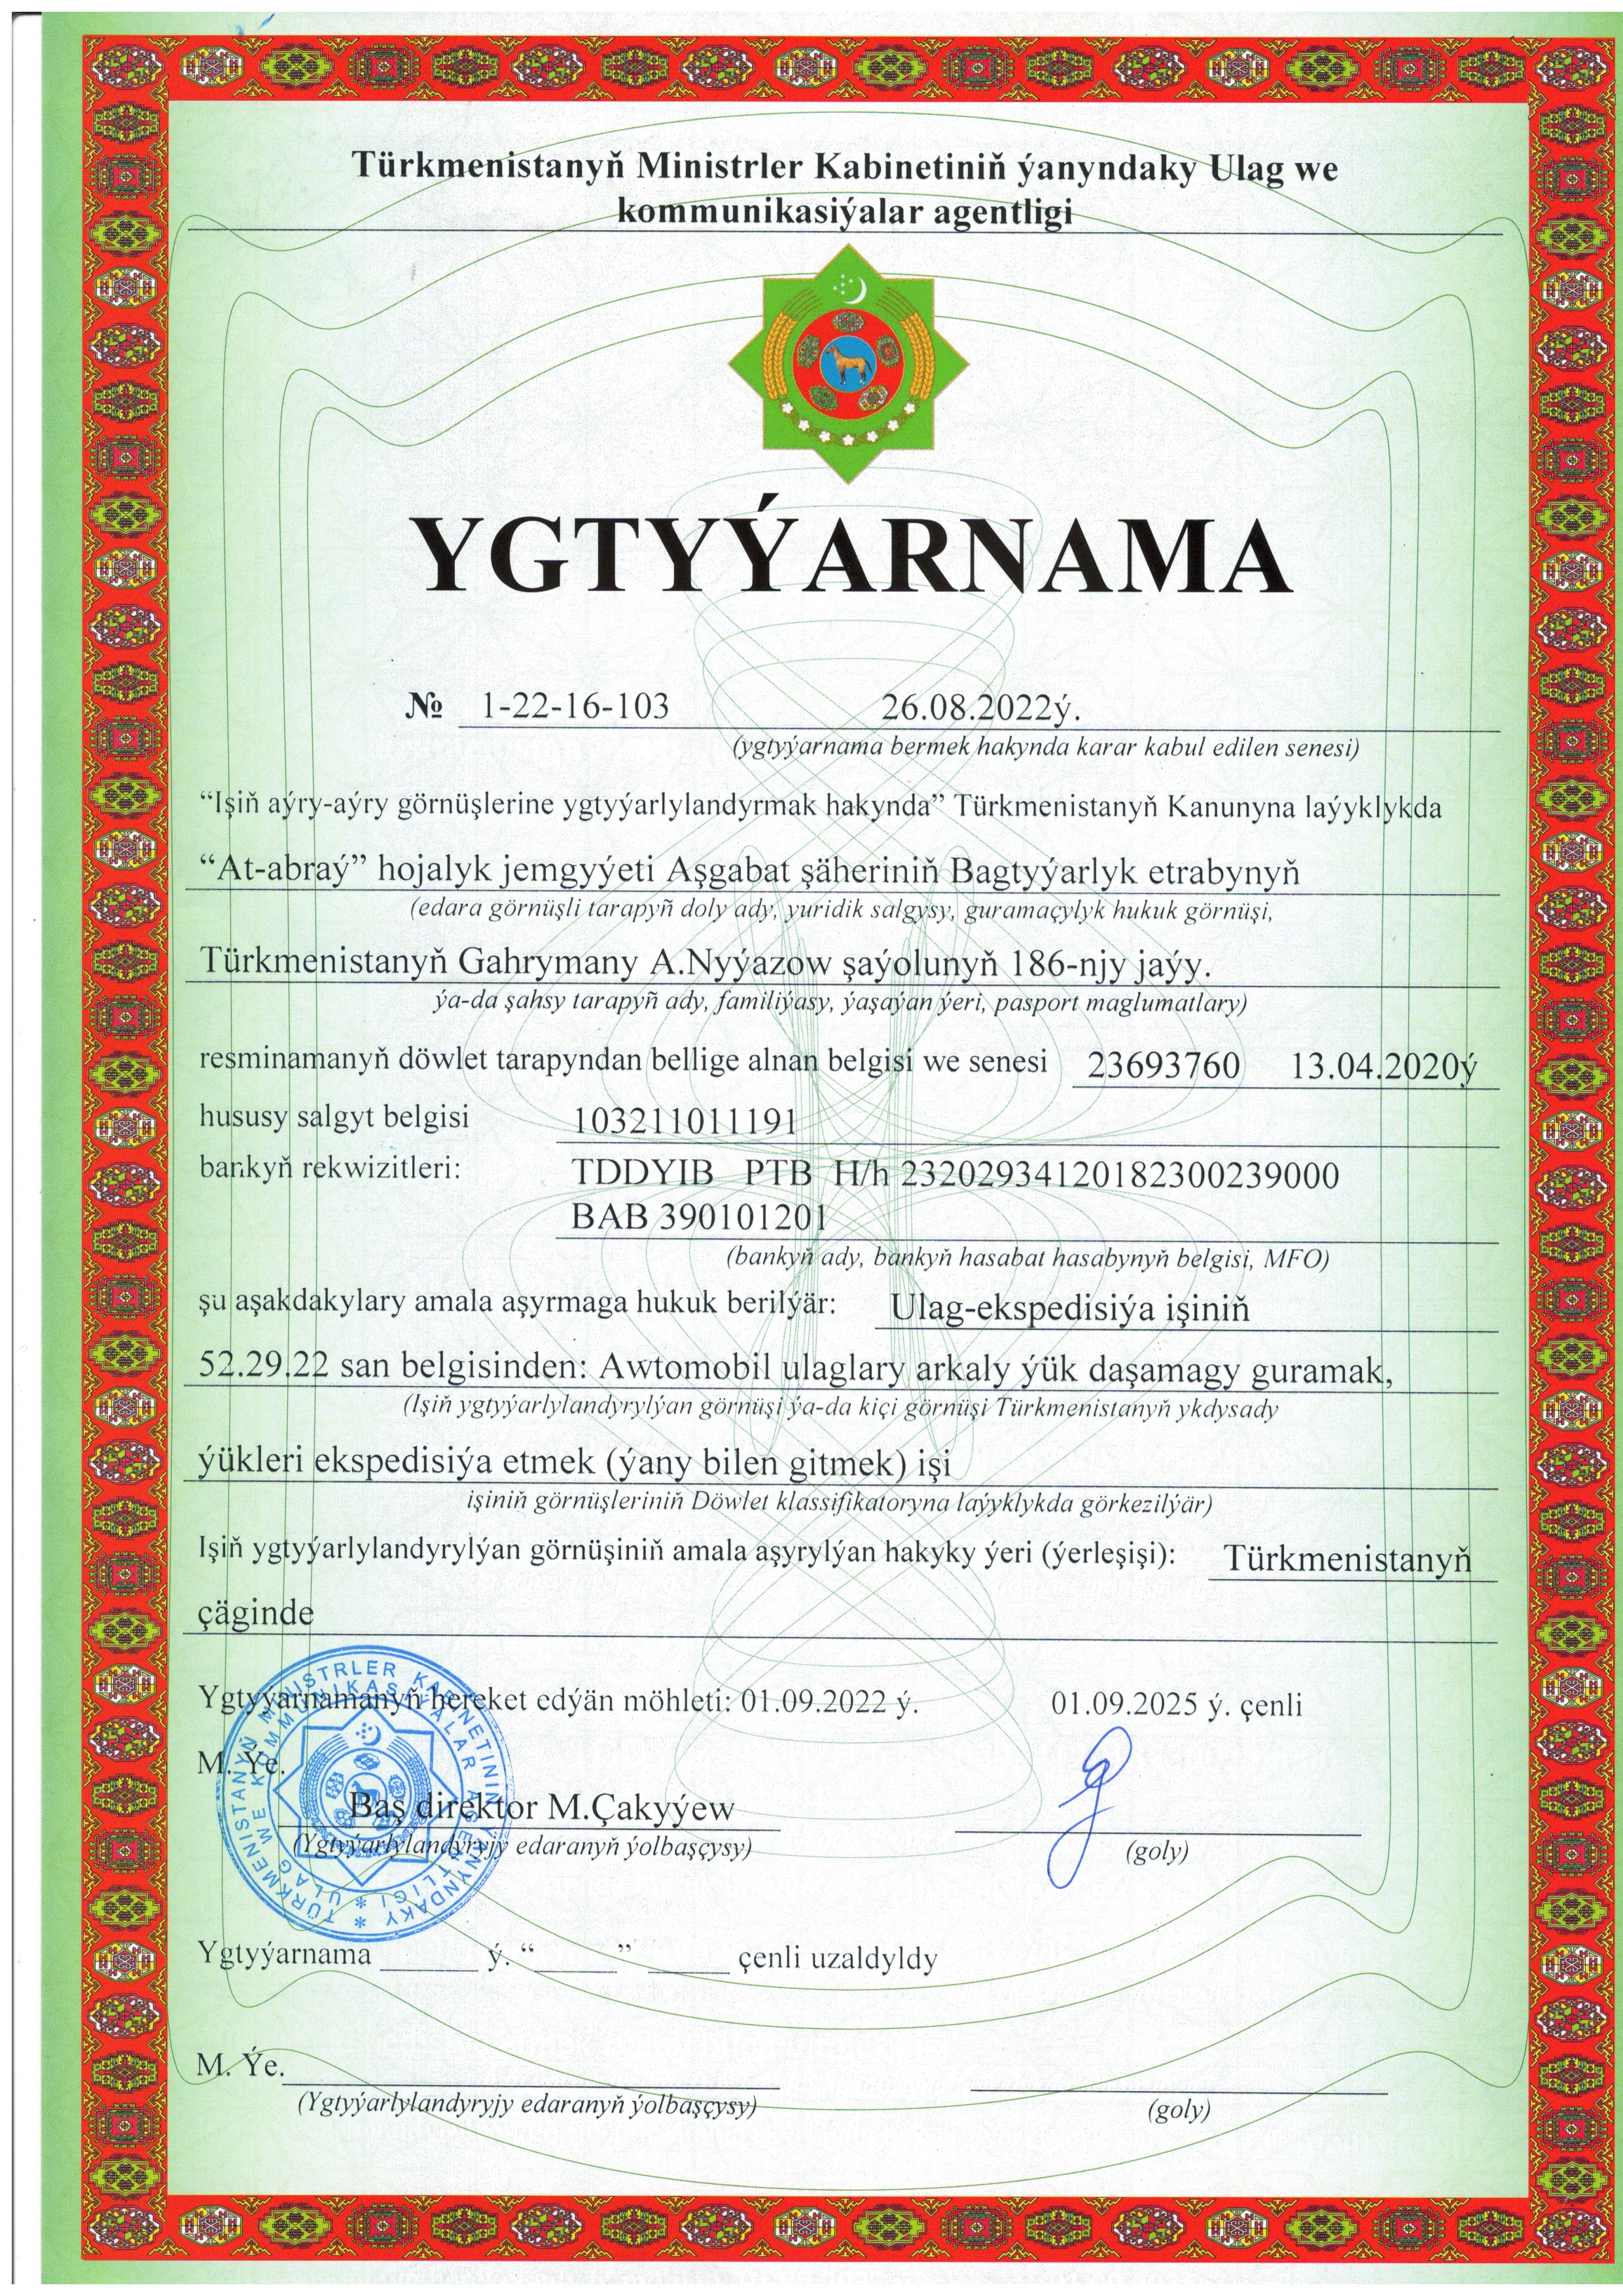 Türkmenistanyň Ministrler Kabinetiniň ýanyndaky Ulag we
kommunikasiýalar agentligi
YGTYÝARNAMA
№ 1-22-16-103 26.08.2022ý.
(ygtyýarnama bermek hakynda karar kabul edilen senesi)
“Işiň aýry-aýry görnüşlerine ygtyýarlylandyrmak hakynda” Türkmenistanyň Kanunyna laýyklykda
“At-abraý” hojalyk jemgyýeti Aşgabat şäheriniň Bagtyýarlyk etrabynyň
(edara görnüşli tarapyň doly ady, yuridik salgysy, guramaçylyk hukuk görnüşi,
Türkmenistanyň Gahrymany A.Nyýazow şaýolunyň 186-njy jaýy.
ýa-da şahsy tarapyň ady, familiýasy, ýaşaýan ýeri, pasport maglumatlary)
resminamanyň döwlet tarapyndan bellige alnan belgisi we senesi 23693760 13.04.2020ý
hususy salgyt belgisi 103211011191
bankyň rekwizitleri: TDDYIB PTB H/h 23202934120182300239000
BAB 390101201
(bankyň ady, bankyň hasabat hasabynyň belgisi, MFO)
şu aşakdakylary amala aşyrmaga hukuk berilýär: Ulag-ekspedisiýa işiniň
52.29.22 san belgisinden: Awtomobil ulaglary arkaly ýük daşamagy guramak,
(Işiň ygtyýarlylandyrylýan görnüşi ýa-da kiçi görnüşi Türkmenistanyň ykdysady
ýükleri ekspedisiýa etmek (ýany bilen gitmek) işi
işiniň görnüşleriniň Döwlet klassifikatoryna laýyklykda görkezilýär)
Işiň ygtyýarlylandyrylýan görnüşiniň amala aşyrylýan hakyky ýeri (ýerleşişi): Türkmenistanyň
çäginde
Ygtyýarnamanyň hereket edýän möhleti: 01.09.2022 ý. 01.09.2025 ý. çenli
M. Ýe.
Baş direktor M.Çakyýew
(Ygtyýarlylandyryjy edaranyň ýolbaşçysy) (goly)
TÜRKMENISTANYŇ MINISTRLER KABINETINIŇ ÝANYNDAKY
ULAG WE KOMMUNIKASIÝALAR AGENTLIGI
Ygtyýarnama ______ ý. “_____” _____ çenli uzaldyldy
M. Ýe.
(Ygtyýarlylandyryjy edaranyň ýolbaşçysy) (goly)